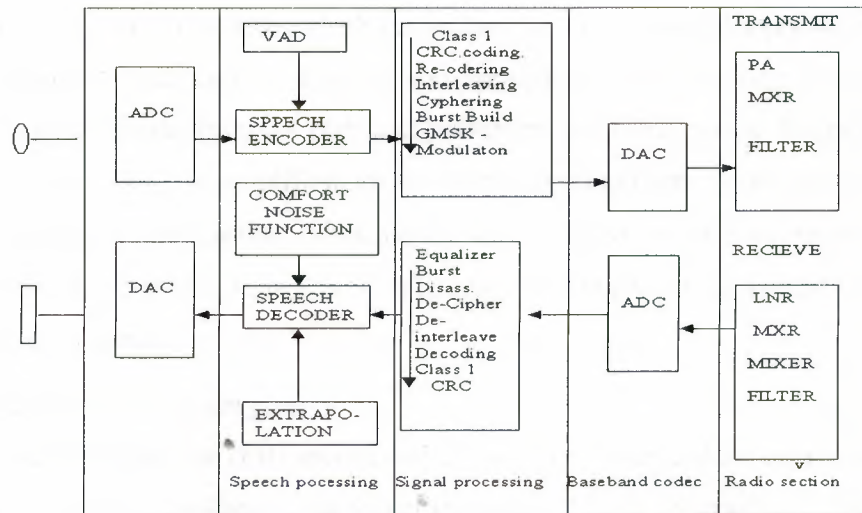 VAD
ADC
SPPECH
ENCODER
COMFORT
NOISE
FUNCTION
DAC
SPEECH
DECODER
EXTRAPO-
LATION
Speech pocessing
Class 1
CRC,coding,
Re-odering
Interleaving
Cyphering
Burst Build
GMSK -
Modulaton
Equalizer
Burst
Disass.
De-Cipher
De-
interleave
Decoding
Class 1
CRC
Signal processing
DAC
ADC
Baseband codec
TRANSMIT
PA
MXR
FILTER
RECIEVE
LNR
MXR
MIXER
FILTER
Radio section